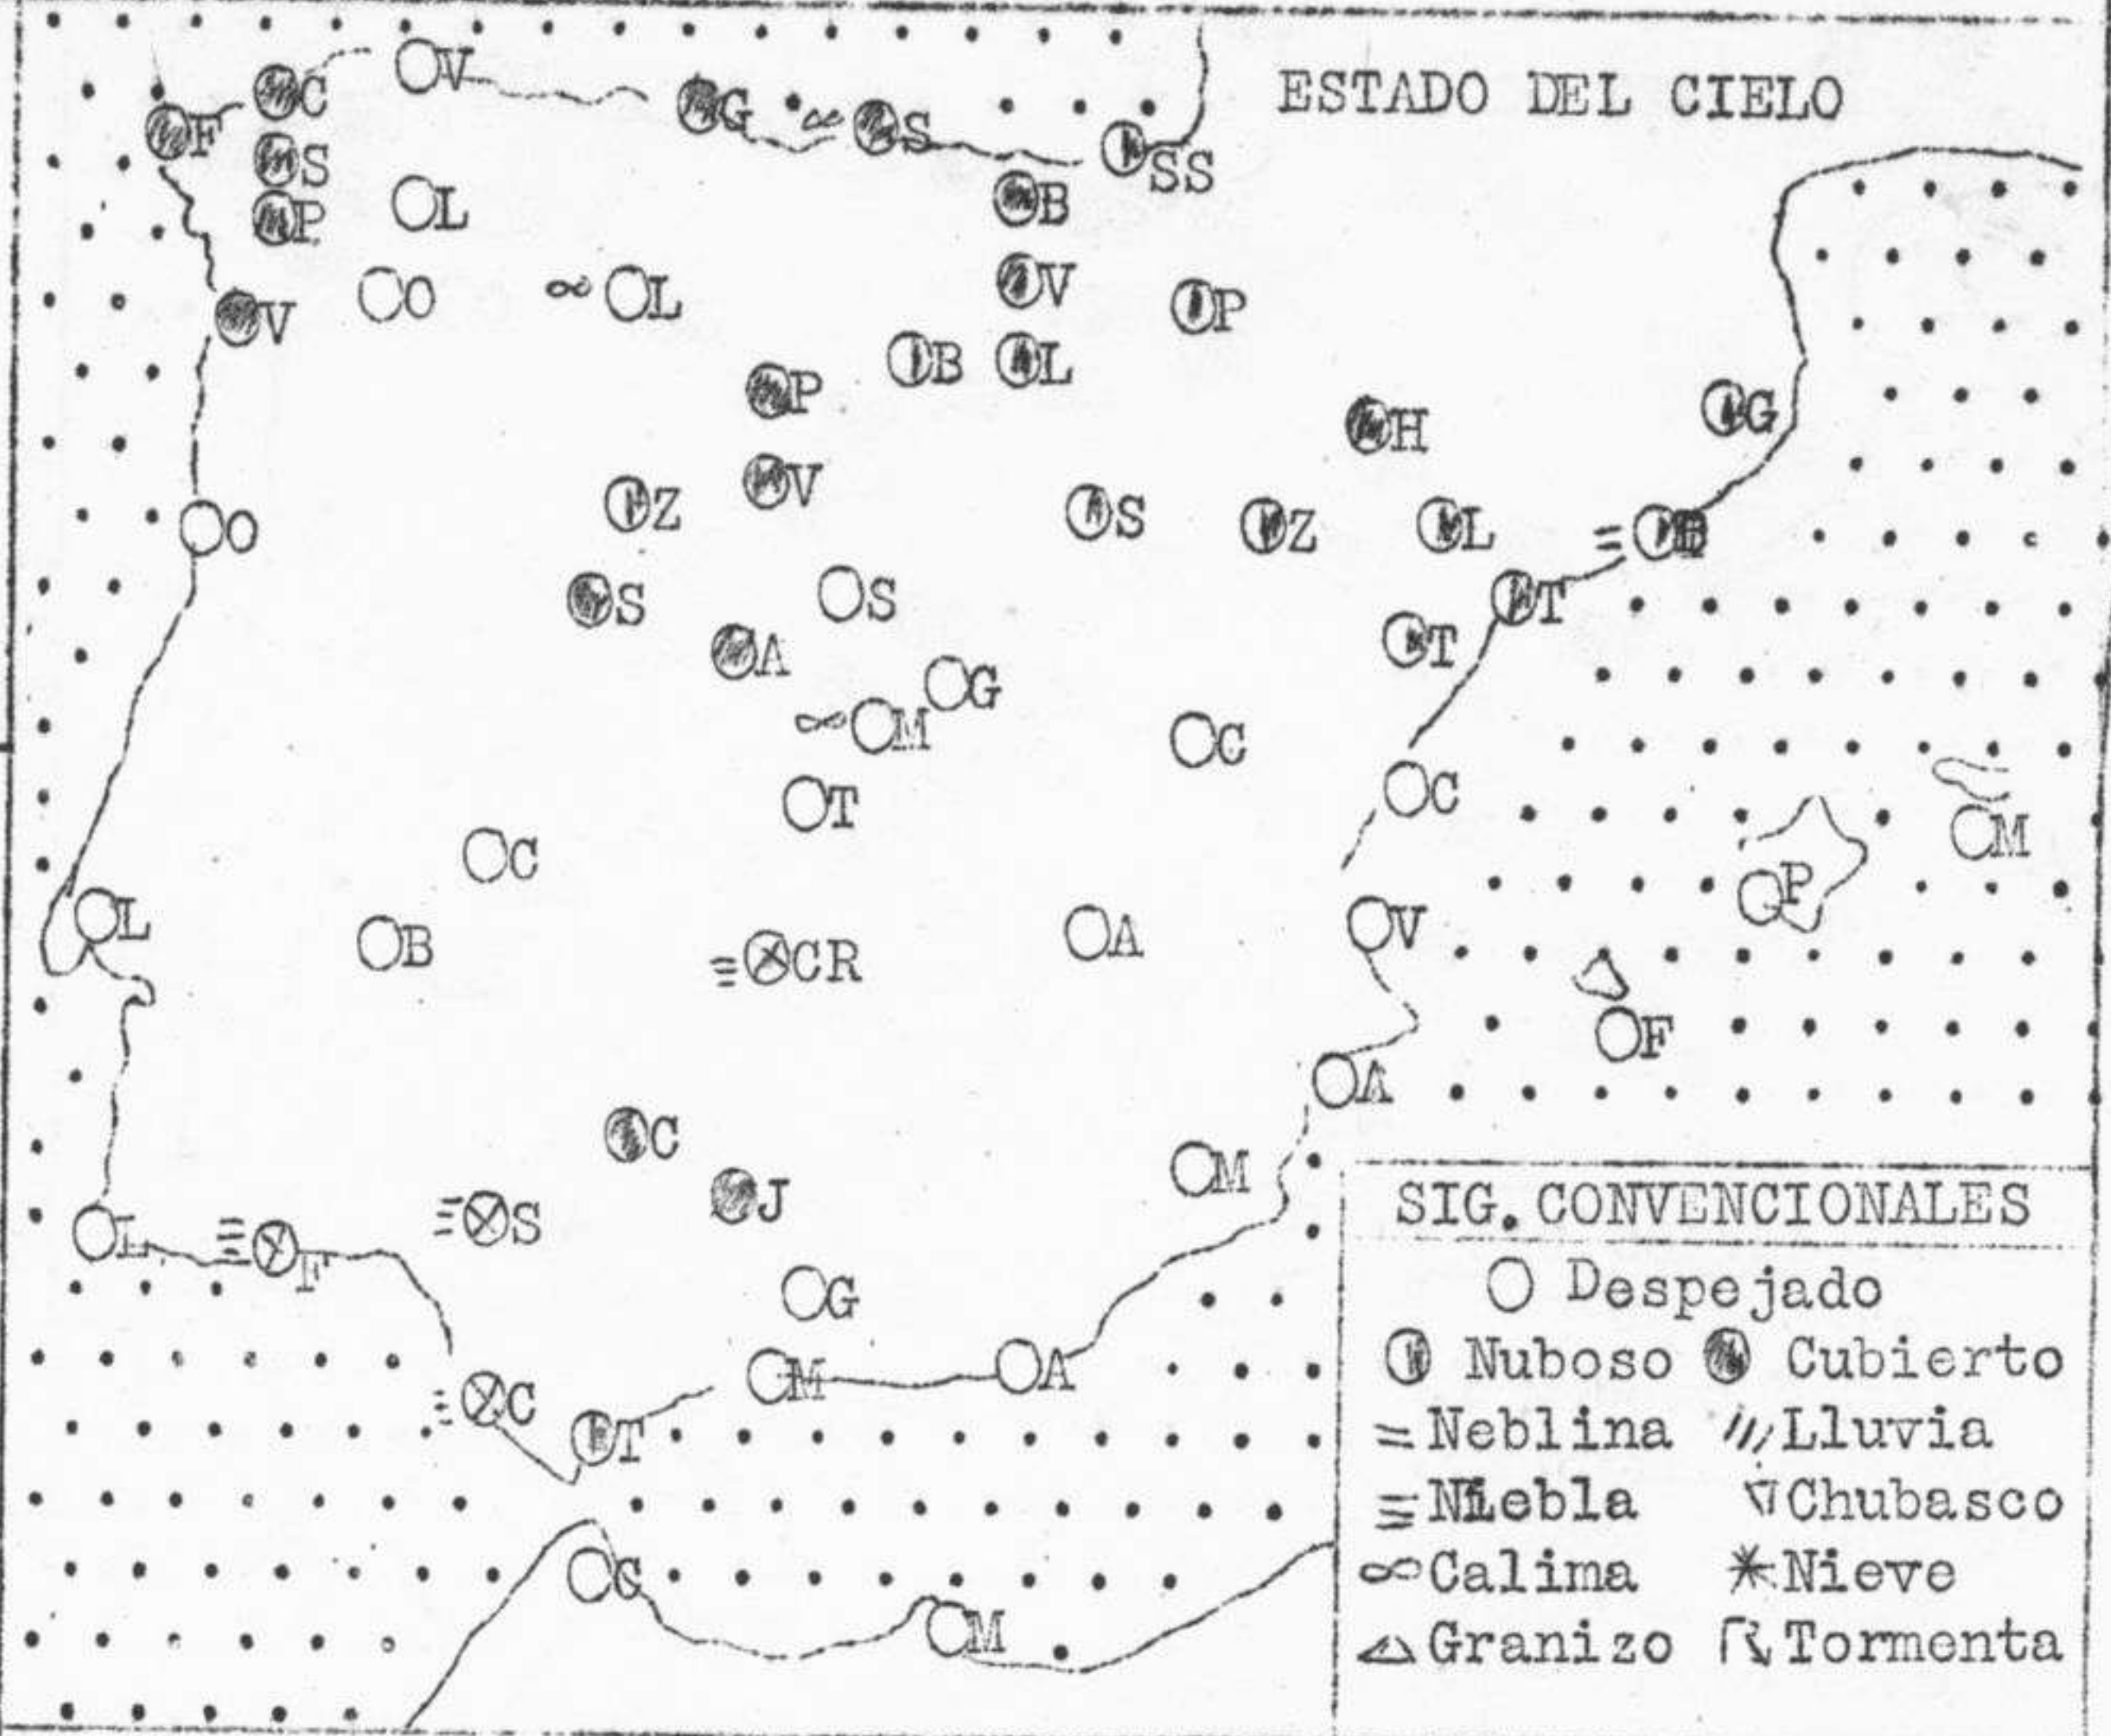 ESTADO DEL CIELO
C
V
F
G
S
S
SS
P
L
B
V
O
L
V
P
B
L
P
H
G
V
Z
S
Z
L
O
T
S
S
T
A
G
M
C
T
C
M
C
P
L
B
CR
A
V
F
A
C
M
J
L
F
S
G
M
A
C
T
C
M
SIG. CONVENCIONALES
Despejado
Nuboso Cubierto
Neblina Lluvia
Niebla Chubasco
Calima Nieve
Granizo Tormenta